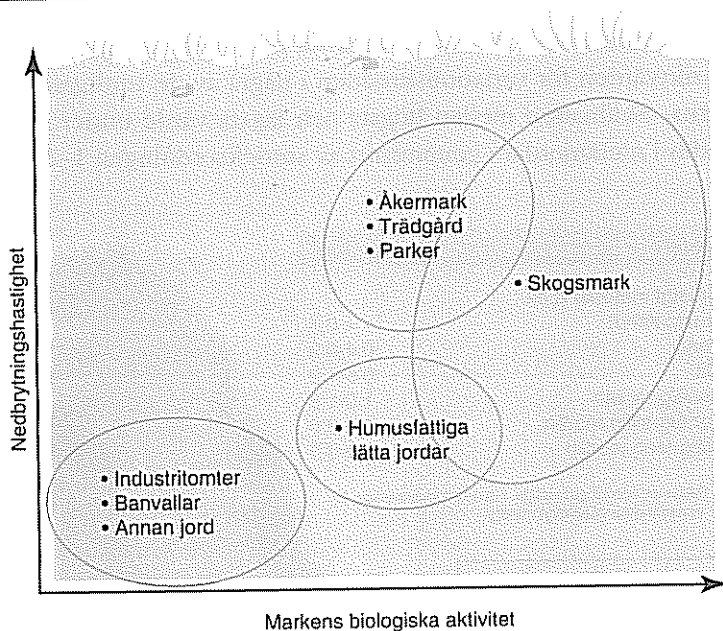 Nedbrytningshastighet
• Åkermark
• Trädgård
• Parker
• Skogsmark
• Humusfattiga
lätta jordar
• Industritomter
• Banvallar
• Annan jord
Markens biologiska aktivitet